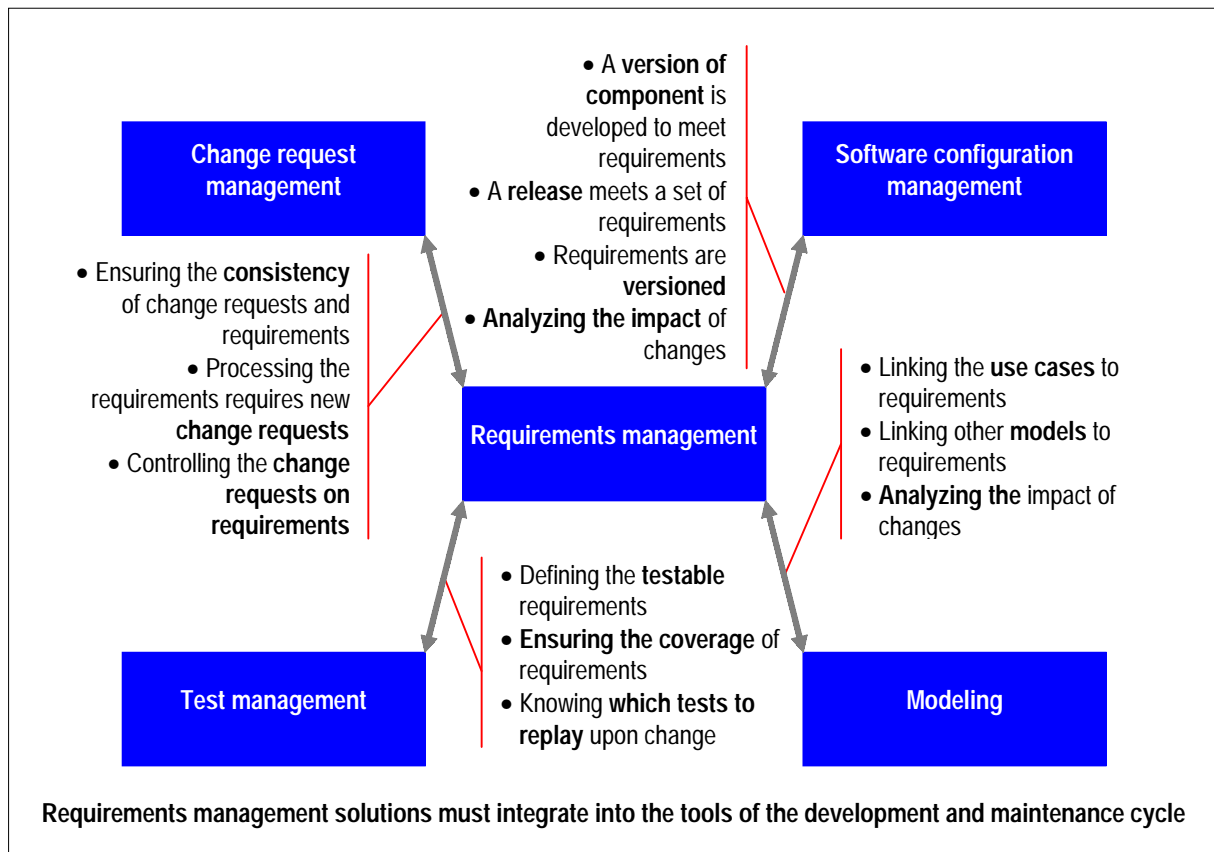 • A version of
component is
developed to meet
requirements
• A release meets a set of
requirements
• Requirements are
versioned
• Analyzing the impact of
changes
Change request
management
Software configuration
management
• Ensuring the consistency
of change requests and
requirements
• Processing the
requirements requires new
change requests
• Controlling the change
requests on
requirements
Requirements management
• Linking the use cases to
requirements
• Linking other models to
requirements
• Analyzing the impact of
changes
• Defining the testable
requirements
• Ensuring the coverage of
requirements
• Knowing which tests to
replay upon change
Test management
Modeling
Requirements management solutions must integrate into the tools of the development and maintenance cycle